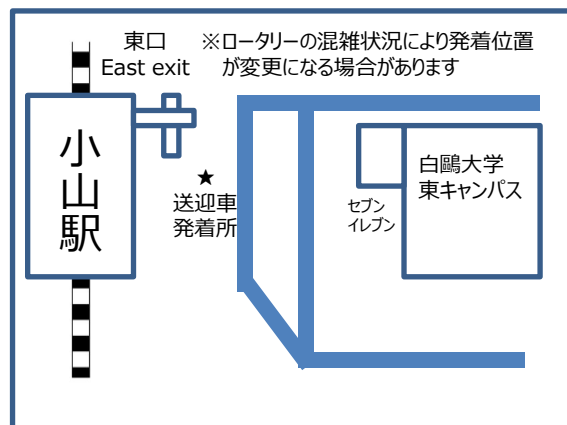 東口
East exit
※ロータリーの混雑状況により発着位置
が変更になる場合があります
小山駅
★
送迎車
発着所
セブン
イレブン
白鷗大学
東キャンパス